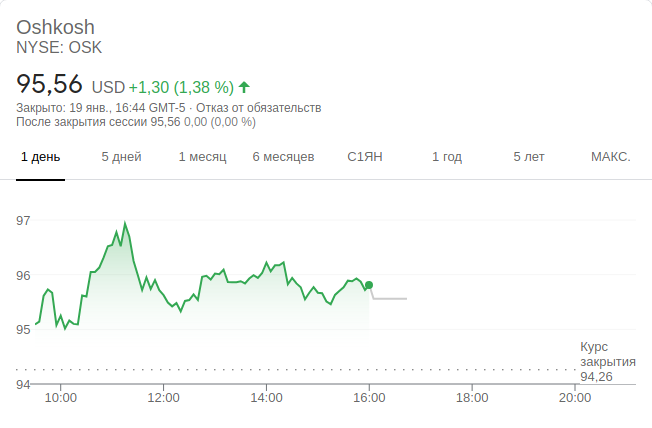 Oshkosh
NYSE: OSK
95,56 USD +1,30 (1,38 %)
Закрыто: 19 янв., 16:44 GMT-5 · Отказ от обязательств
После закрытия сессии 95,56 0,00 (0,00 %)
1 день 5 дней 1 месяц 6 месяцев С1ЯН 1 год 5 лет МАКС.
97
96
95
Курс
закрытия
94,26
94
10:00 12:00 14:00 16:00 18:00 20:00